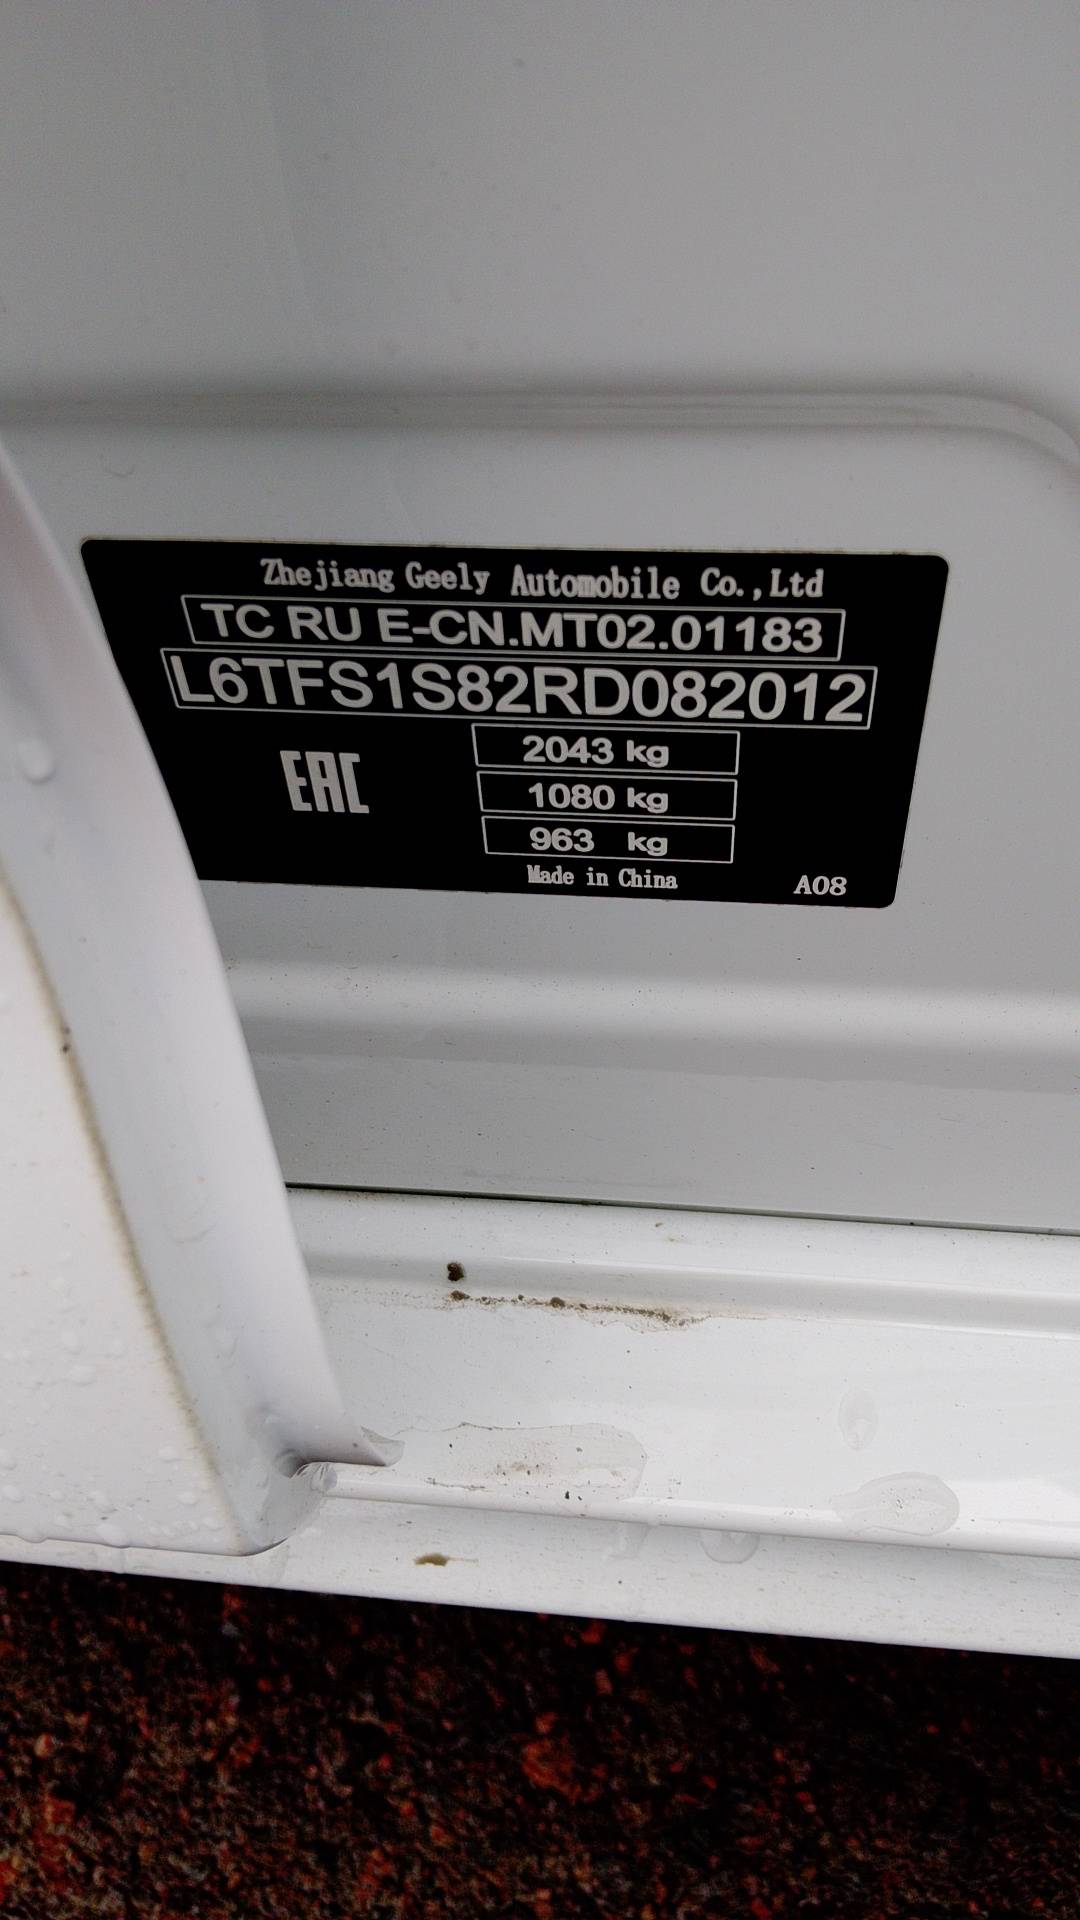 Zhejiang Geely Automobile Co.,Ltd
TC RU E-CN.MT02.01183
L6TFS1S82RD082012
2043 kg
EAC
1080 kg
963 kg
Made in China
A08